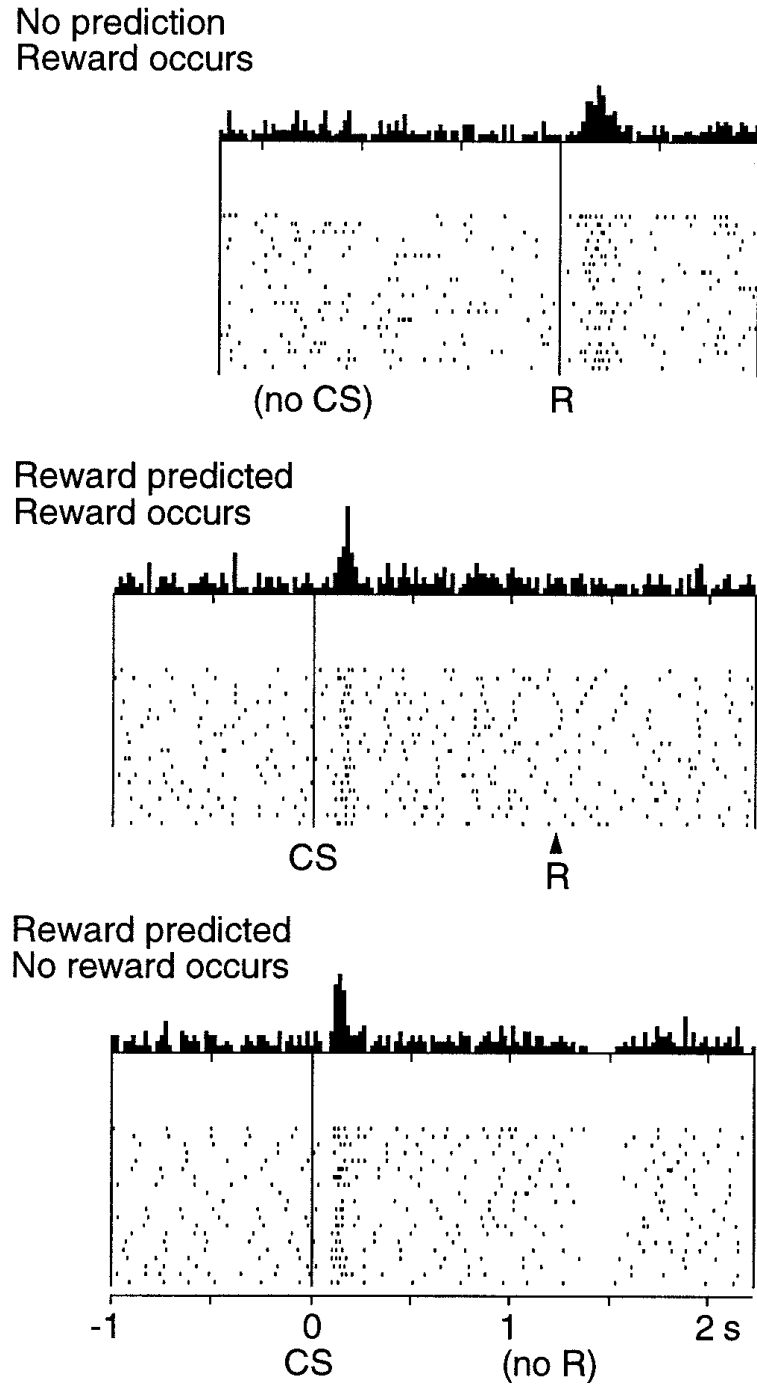 No prediction
Reward occurs
(no CS) R
Reward predicted
Reward occurs
CS
R
Reward predicted
No reward occurs
-1 0 1 2 s
CS (no R)